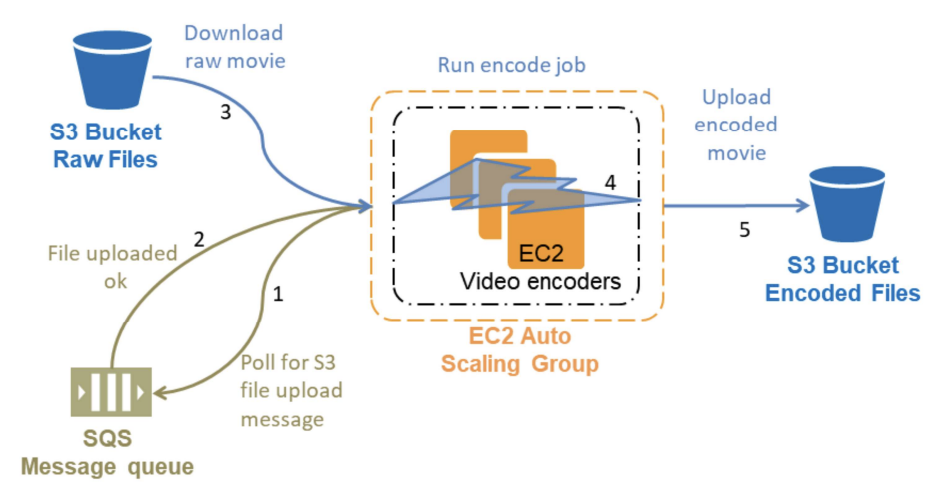 Download
raw movie
3
S3 Bucket
Raw Files
Run encode job
Upload
encoded
movie
4
EC2
Video encoders
5
S3 Bucket
Encoded Files
EC2 Auto
Scaling Group
2
File uploaded
ok
1
Poll for S3
file upload
message
SQS
Message queue